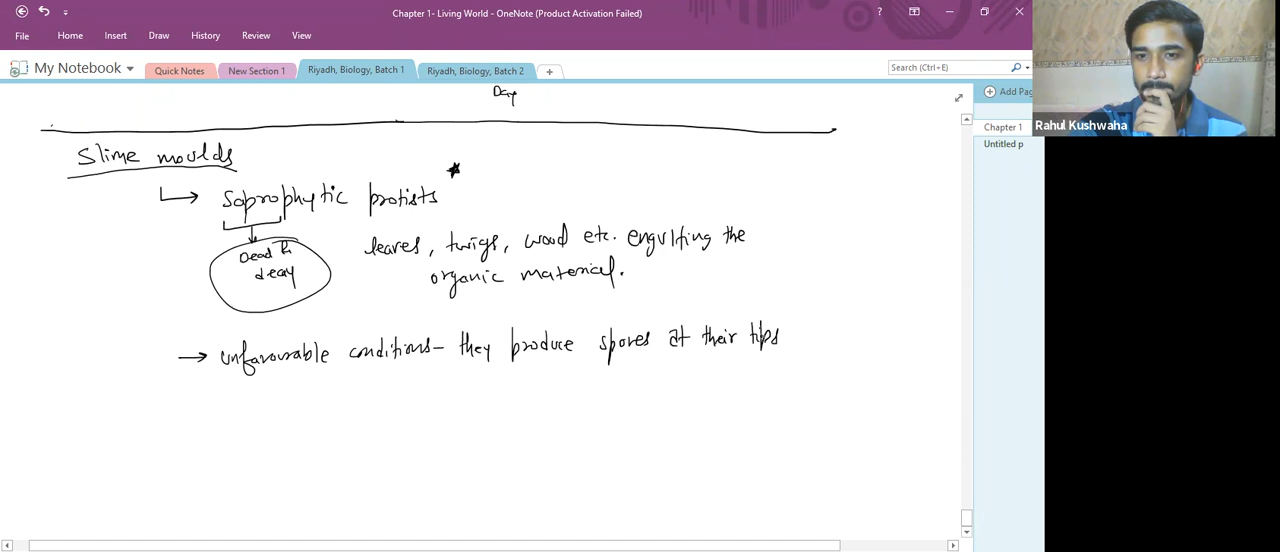 Chapter 1- Living World - OneNote (Product Activation Failed)
File Home Insert Draw History Review View
My Notebook Quick Notes New Section 1 Riyadh, Biology, Batch 1 Riyadh, Biology, Batch 2 Search (Ctrl+E)
Add Pag
Rahul Kushwaha
Chapter 1
Untitled p
Slime moulds
Saprophytic protists
leaves, twigs, wood etc. engulfing the
organic material.
Dead &
decay
→ unfavourable conditions- they produce spores at their tips